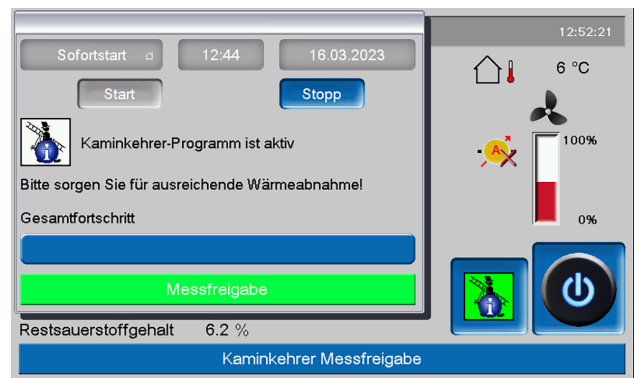 12:52:21
Sofortstart 12:44 16.03.2023
Start Stopp
6 °C
Kaminkehrer-Programm ist aktiv
100%
A
Bitte sorgen Sie für ausreichende Wärmeabnahme!
Gesamtfortschritt
0%
Messfreigabe
Restsauerstoffgehalt 6.2 %
Kaminkehrer Messfreigabe